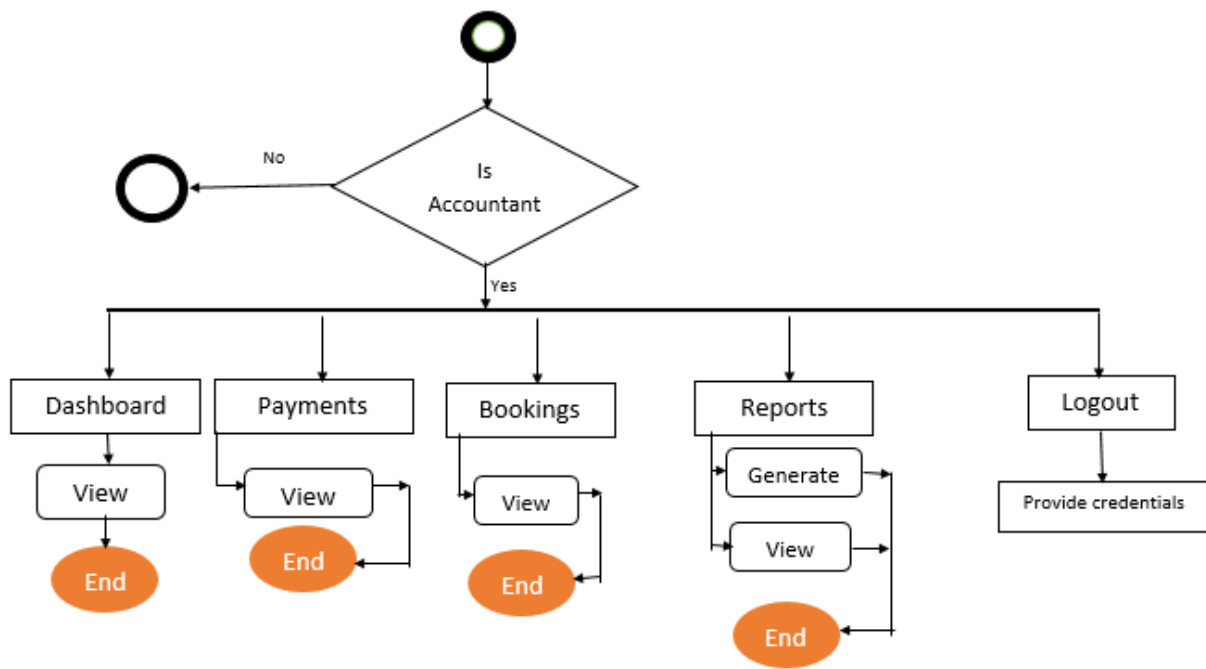 No
Is
Accountant
Yes
Dashboard
Payments
Bookings
Reports
Logout
View
View
View
Generate
View
Provide credentials
End
End
End
End